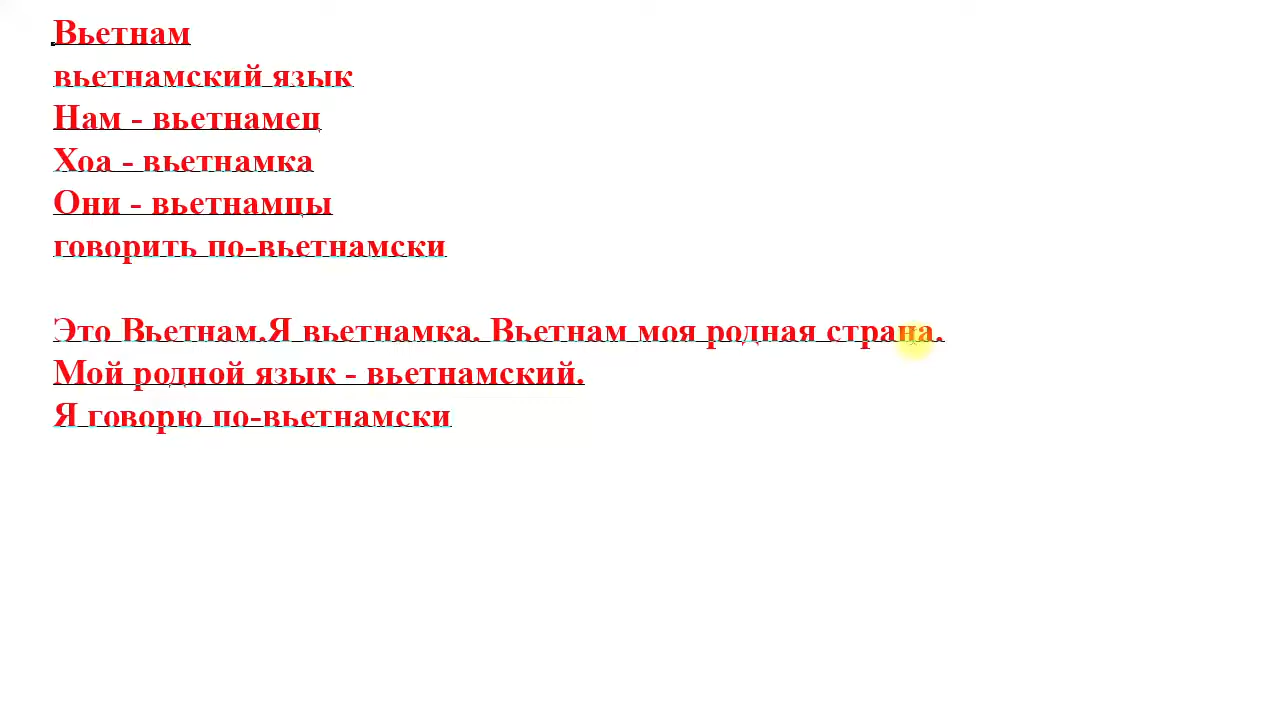 Вьетнам
вьетнамский язык
Нам - вьетнамец
Хоа - вьетнамка
Они - вьетнамцы
говорить по-вьетнамски
Это Вьетнам.Я вьетнамка. Вьетнам моя родная страна.
Мой родной язык - вьетнамский.
Я говорю по-вьетнамски